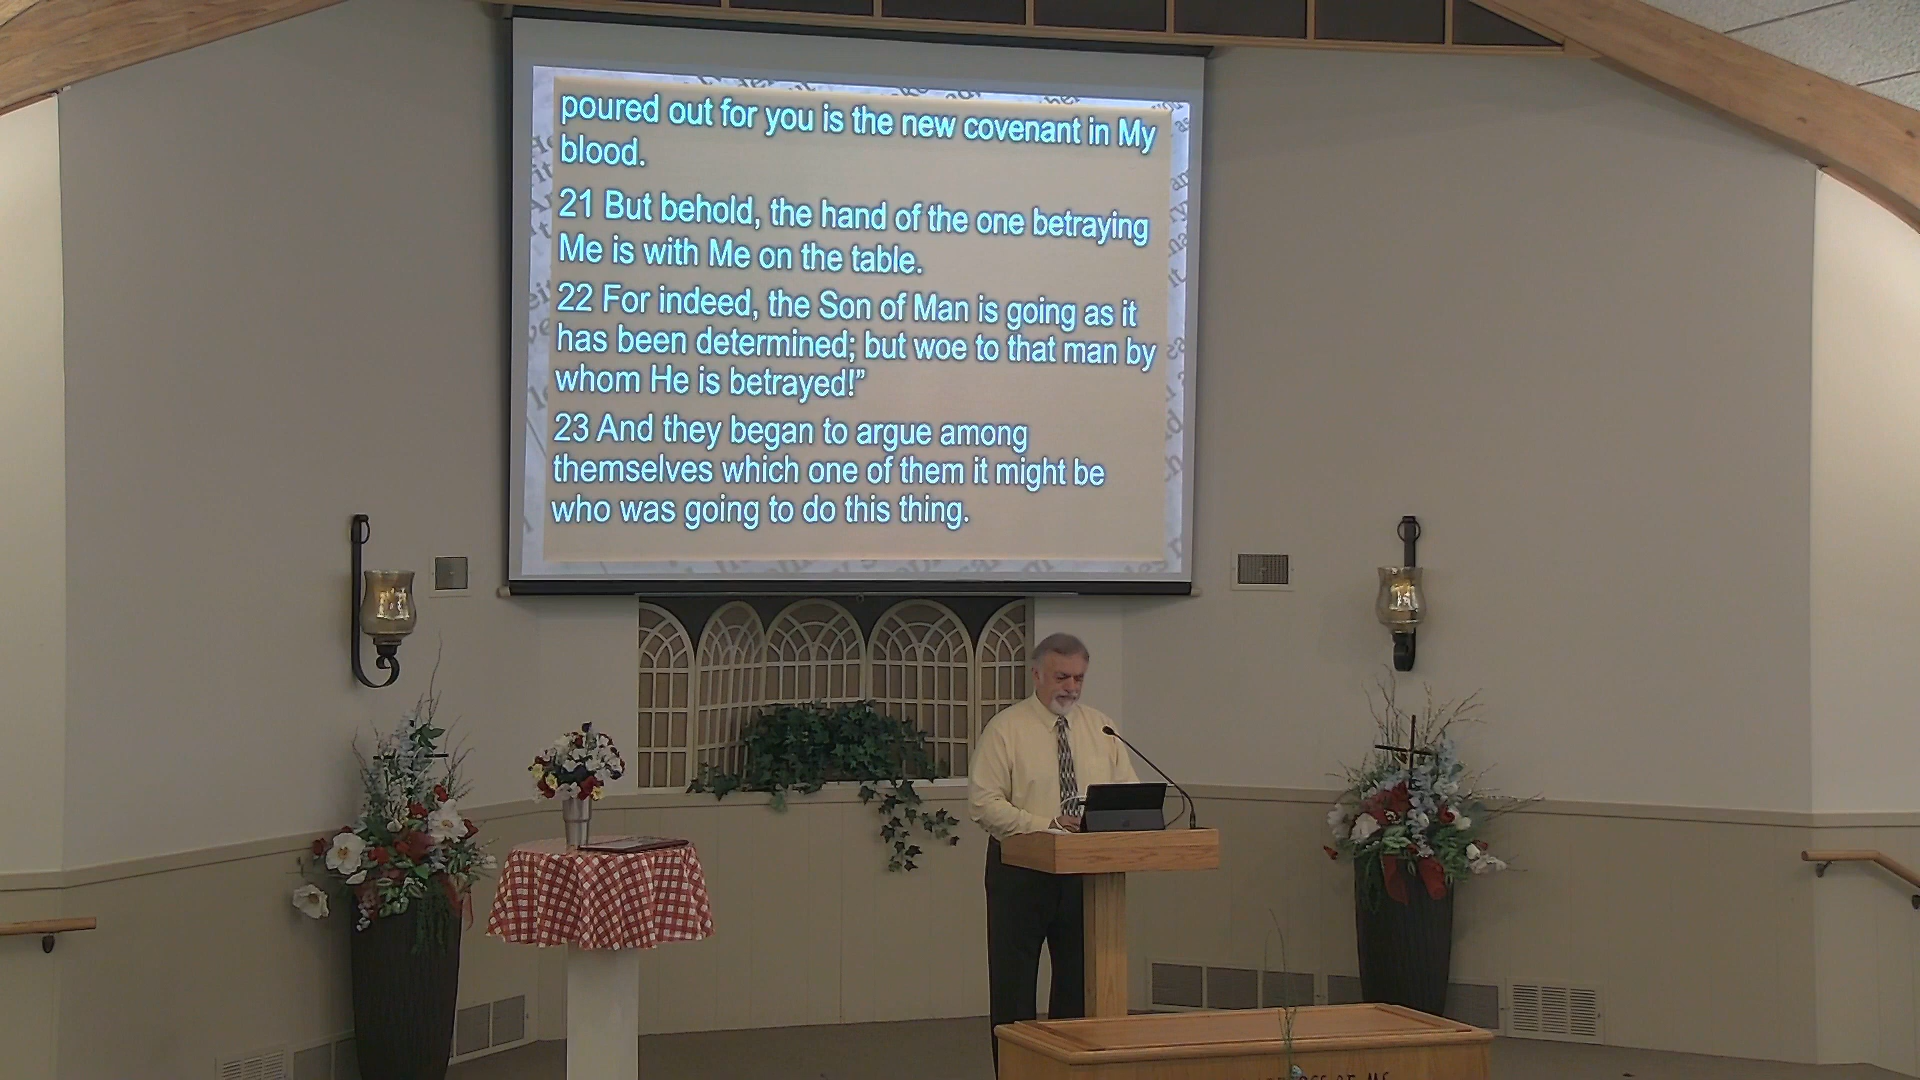 poured out for you is the new covenant in My
blood.
21 But behold, the hand of the one betraying
Me is with Me on the table.
22 For indeed, the Son of Man is going as it
has been determined; but woe to that man by
whom He is betrayed!”
23 And they began to argue among
themselves which one of them it might be
who was going to do this thing.
OF ME